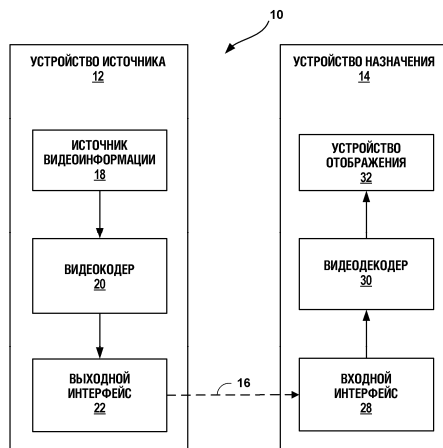 10
УСТРОЙСТВО ИСТОЧНИКА
12
ИСТОЧНИК
ВИДЕОИНФОРМАЦИИ
18
ВИДЕОКОДЕР
20
ВЫХОДНОЙ
ИНТЕРФЕЙС
22
16
УСТРОЙСТВО НАЗНАЧЕНИЯ
14
УСТРОЙСТВО
ОТОБРАЖЕНИЯ
32
ВИДЕОДЕКОДЕР
30
ВХОДНОЙ
ИНТЕРФЕЙС
28